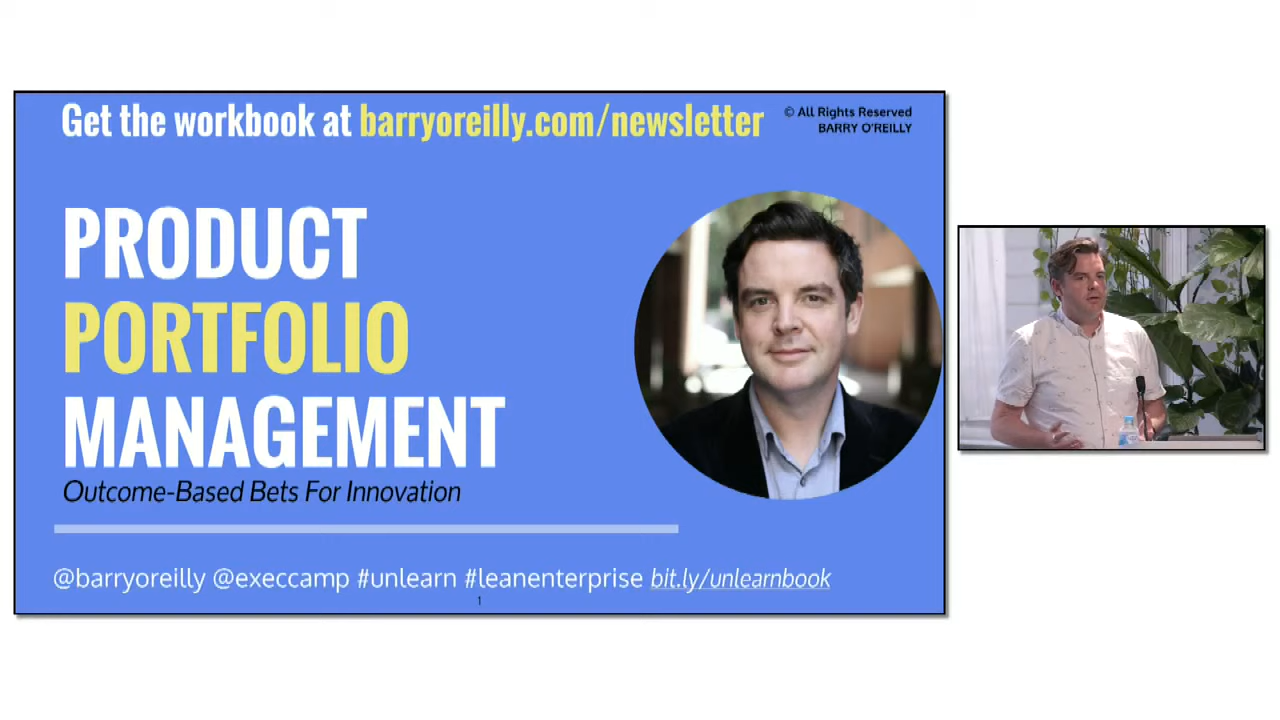 Get the workbook at barryoreilly.com/newsletter
© All Rights Reserved
BARRY O'REILLY
PRODUCT
PORTFOLIO
MANAGEMENT
Outcome-Based Bets For Innovation
@barryoreilly @execcamp #unlearn #leanenterprise bit.ly/unlearnbook
1